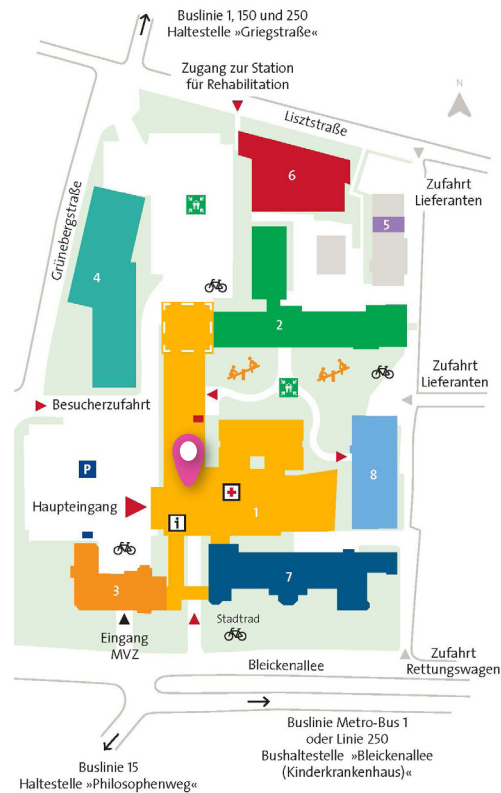 Buslinie 1, 150 und 250
Haltestelle »Griegstraße«
Zugang zur Station
für Rehabilitation
N
Lisztstraße
6
Zufahrt
Lieferanten
Grünebergstraße
5
4
2
Zufahrt
Lieferanten
Besucherzufahrt
P
8
Haupteingang
1
i
7
3
Stadtrad
Eingang
MVZ
Zufahrt
Rettungswagen
Bleickenallee
Buslinie Metro-Bus 1
oder Linie 250
Bushaltestelle »Bleickenallee
(Kinderkrankenhaus)«
Buslinie 15
Haltestelle »Philosophenweg«